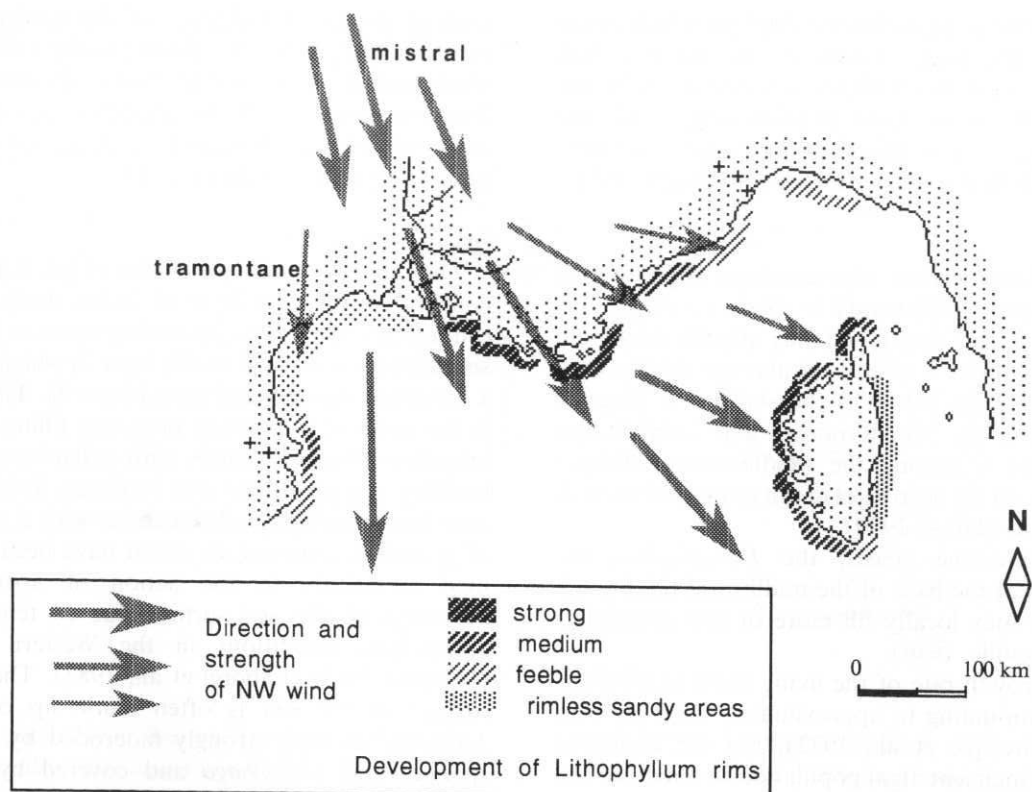 mistral
tramontane
N
Direction and
strength
of NW wind
strong
medium
feeble
rimless sandy areas
0 100 km
Development of Lithophyllum rims